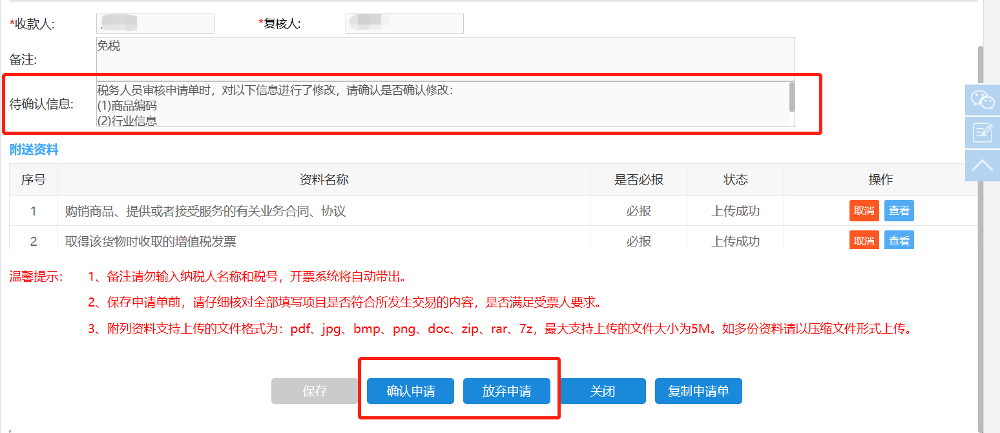 *收款人:
*复核人:
备注:
免税
待确认信息:
税务人员审核申请单时，对以下信息进行了修改，请确认是否确认修改:
(1)商品编码
(2)行业信息
附送资料
序号 资料名称 是否必报 状态 操作
1 购销商品、提供或者接受服务的有关业务合同、协议 必报 上传成功 取消 查看
2 取得该货物时收取的增值税发票 必报 上传成功 取消 查看
温馨提示: 1、备注请勿输入纳税人名称和税号，开票系统将自动带出。
2、保存申请单前，请仔细核对全部填写项目是否符合所发生交易的内容，是否满足受票人要求。
3、附列资料支持上传的文件格式为：pdf、jpg、bmp、png、doc、zip、rar、7z，最大支持上传的文件大小为5M。如多份资料请以压缩文件形式上传。
保存 确认申请 放弃申请 关闭 复制申请单